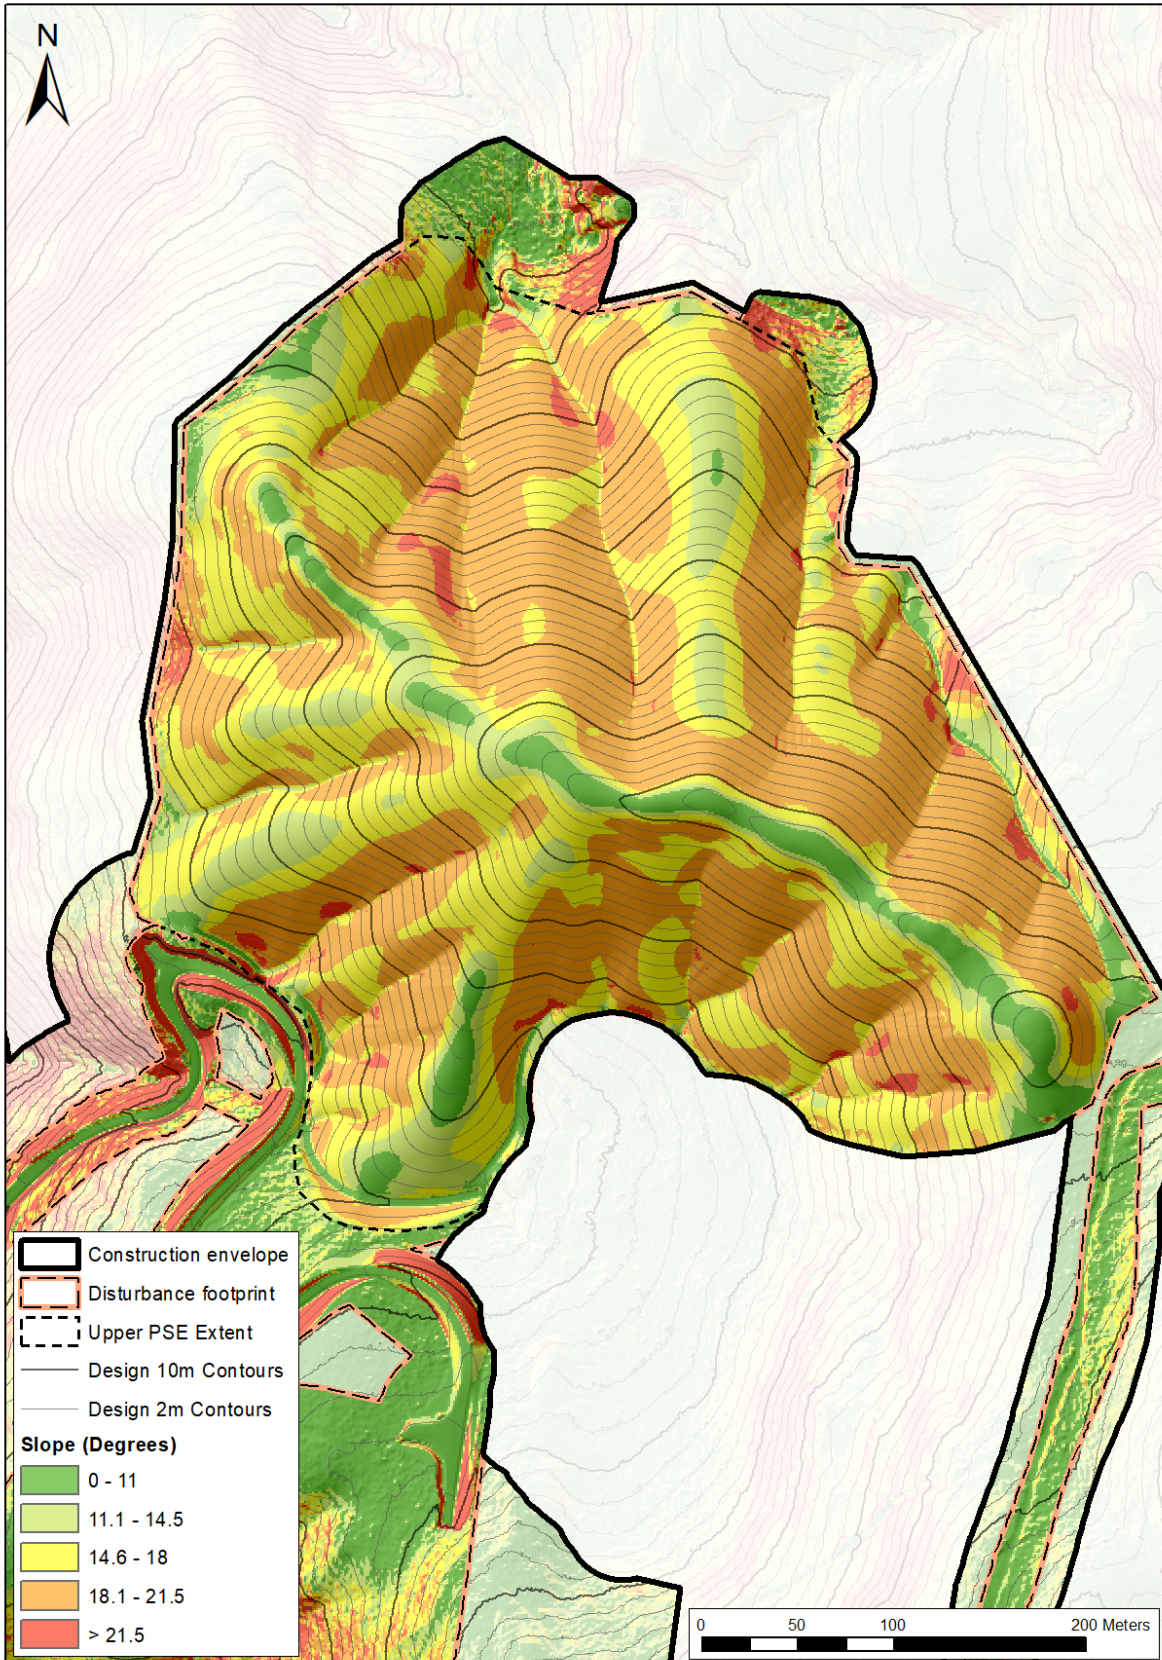 N
Construction envelope
Disturbance footprint
Upper PSE Extent
Design 10m Contours
Design 2m Contours
Slope (Degrees)
0 - 11
11.1 - 14.5
14.6 - 18
18.1 - 21.5
> 21.5
0 50 100 200 Meters